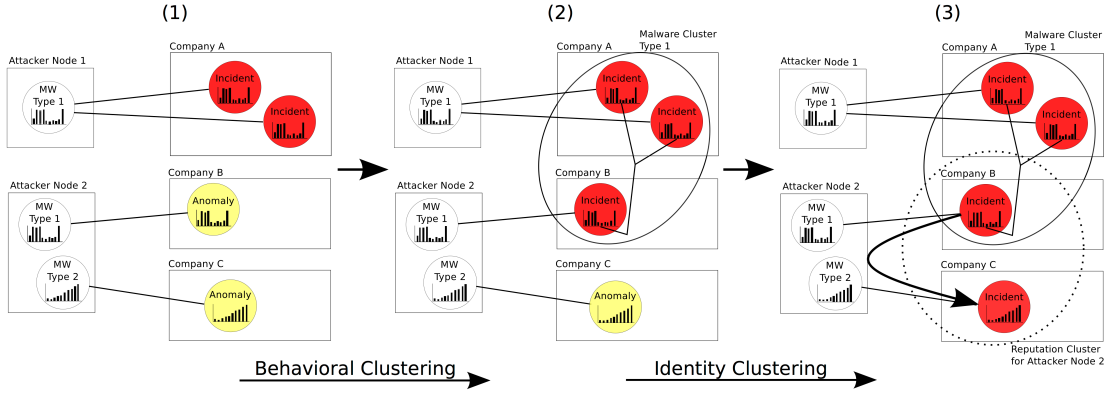 (1)
Company A
Attacker Node 1
MW
Type 1
Incident
Incident
Company B
Attacker Node 2
MW
Type 1
Anomaly
MW
Type 2
Company C
Anomaly
(2)
Malware Cluster
Type 1
Company A
Attacker Node 1
MW
Type 1
Incident
Incident
Company B
Attacker Node 2
MW
Type 1
Incident
MW
Type 2
Company C
Anomaly
(3)
Malware Cluster
Type 1
Company A
Attacker Node 1
MW
Type 1
Incident
Incident
Company B
Attacker Node 2
MW
Type 1
Incident
MW
Type 2
Company C
Incident
Reputation Cluster
for Attacker Node 2
Behavioral Clustering
Identity Clustering